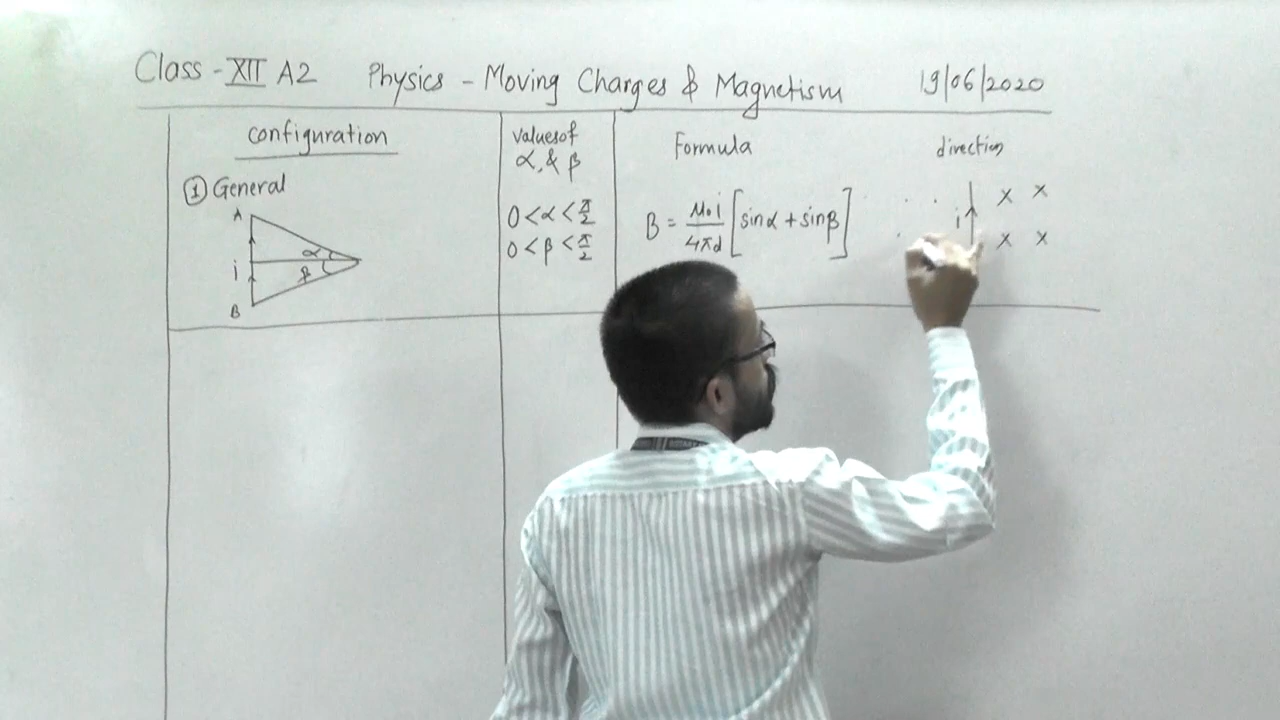 Class - XII A2 Physics - Moving Charges & Magnetism 19/06/2020
configuration
values of
α, & β
Formula
direction
① General
A
i
B
α
β
0 < α < π/2
0 < β < π/2
B = μ₀i/4πd [sinα + sinβ]
i
x x
x x